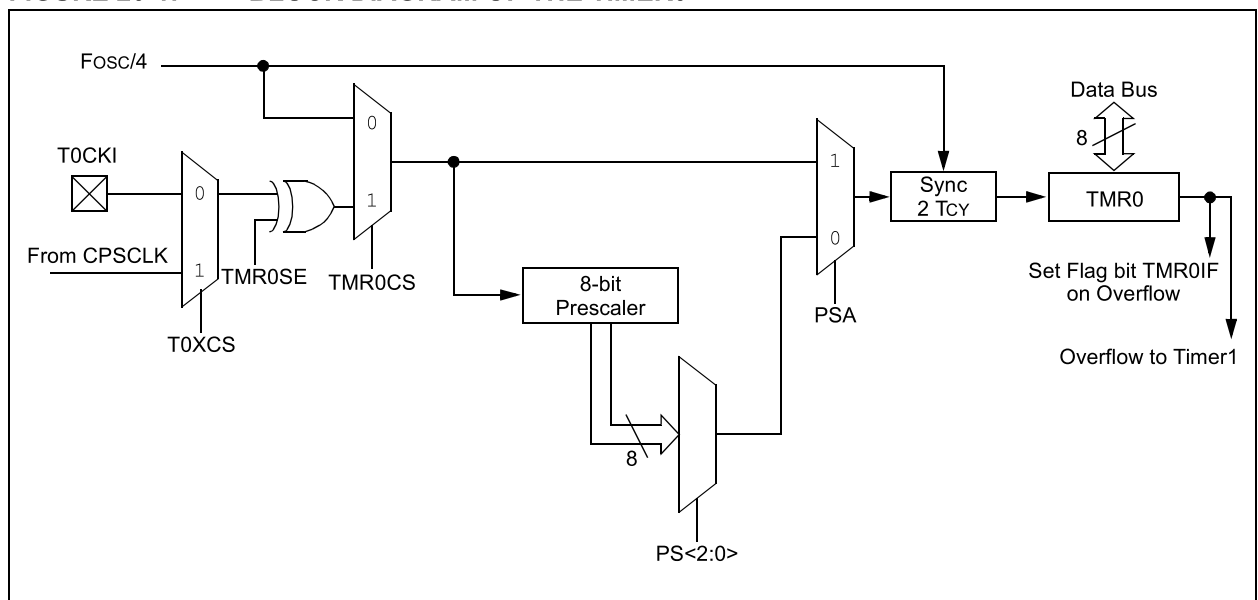 FOSC/4
Data Bus
0
8
T0CKI
1
0
1
Sync
2 TCY
TMR0
0
From CPSCLK
1
TMR0SE
TMR0CS
8-bit
Prescaler
Set Flag bit TMR0IF
on Overflow
PSA
T0XCS
Overflow to Timer1
8
PS<2:0>